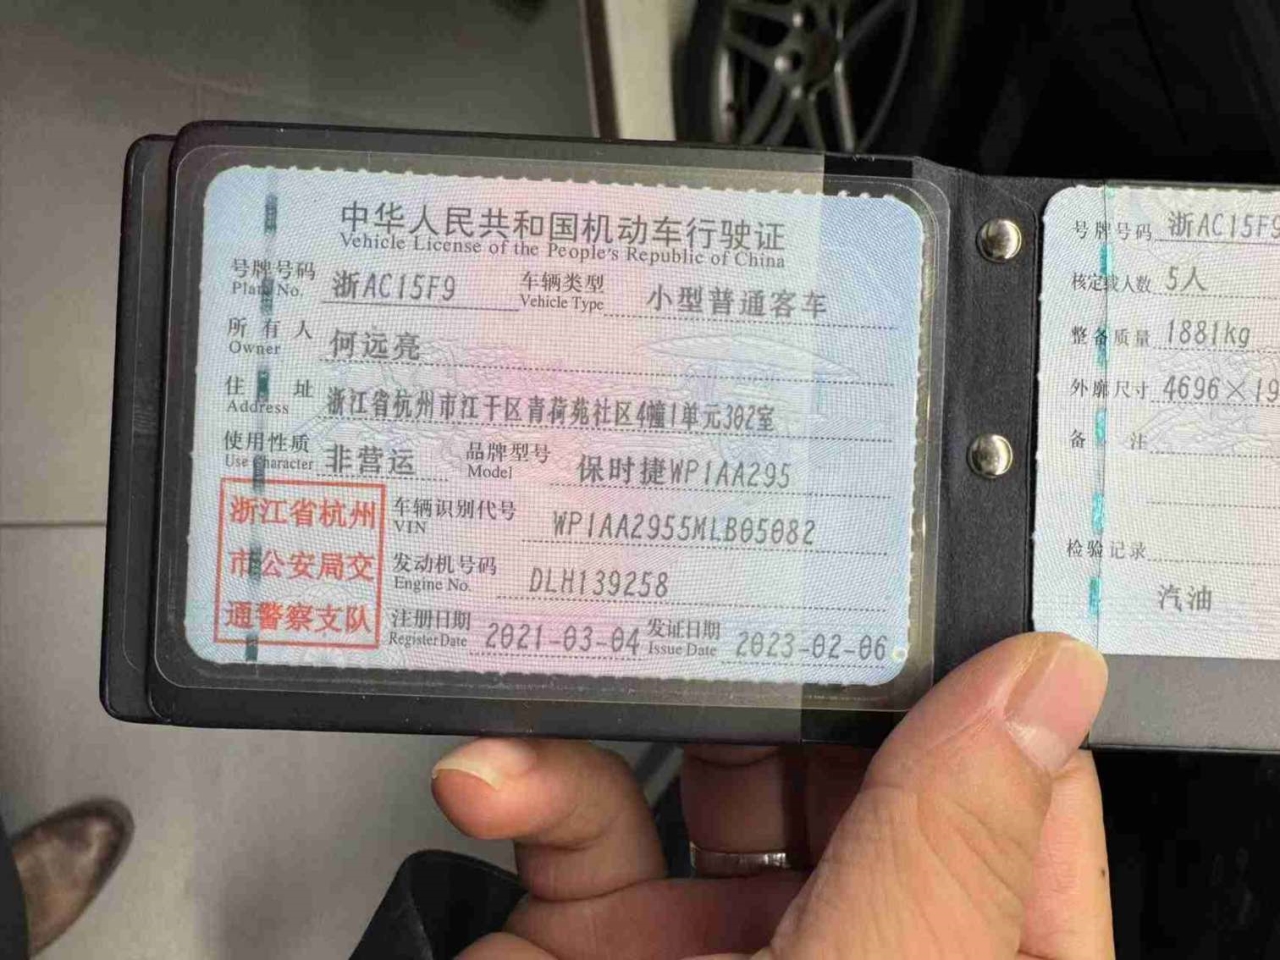 中华人民共和国机动车行驶证
Vehicle License of the People's Republic of China
号牌号码 浙AC15F9 车辆类型 小型普通客车
Plate No. Vehicle Type
所有人 何远亮
Owner
住址 浙江省杭州市江干区青荷苑社区4幢1单元302室
Address
使用性质 非营运 品牌型号 保时捷WP1AA295
Use Character Model
浙江省杭州
市公安局交
通警察支队
车辆识别代号 WP1AA2955MLB05082
VIN
发动机号码 DLH139258
Engine No.
注册日期 2021-03-04 发证日期 2023-02-06
Register Date Issue Date
号牌号码 浙AC15F9
核定载人数 5人
整备质量 1881kg
外廓尺寸 4696×19
备注
检验记录
汽油